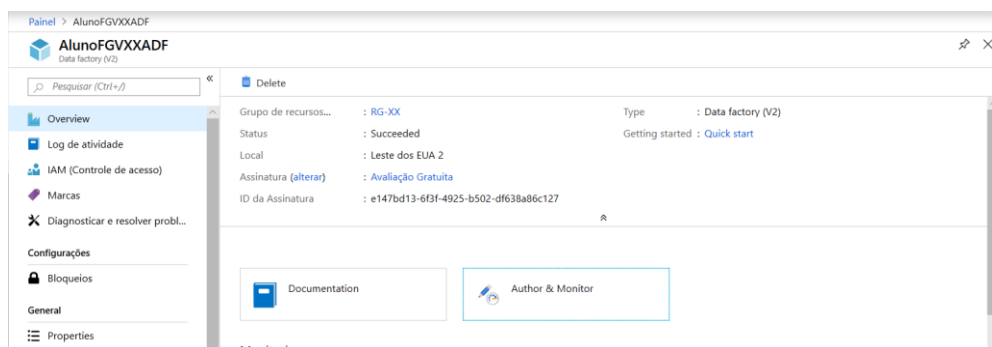 Painel > AlunoFGVXXADF
AlunoFGVXXADF
Data factory (V2)
Pesquisar (Ctrl+/)
«
Overview
Log de atividade
IAM (Controle de acesso)
Marcas
Diagnosticar e resolver probl...
Configurações
Bloqueios
General
Properties
Delete
Grupo de recursos... : RG-XX
Status : Succeeded
Local : Leste dos EUA 2
Assinatura (alterar) : Avaliação Gratuita
ID da Assinatura : e147bd13-6f3f-4925-b502-df638a86c127
Type : Data factory (V2)
Getting started : Quick start
Documentation
Author & Monitor